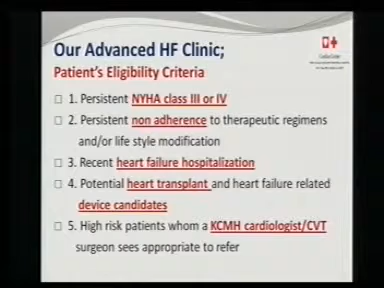 Our Advanced HF Clinic;
Patient's Eligibility Criteria
1. Persistent NYHA class III or IV
2. Persistent non adherence to therapeutic regimens
and/or life style modification
3. Recent heart failure hospitalization
4. Potential heart transplant and heart failure related
device candidates
5. High risk patients whom a KCMH cardiologist/CVT
surgeon sees appropriate to refer